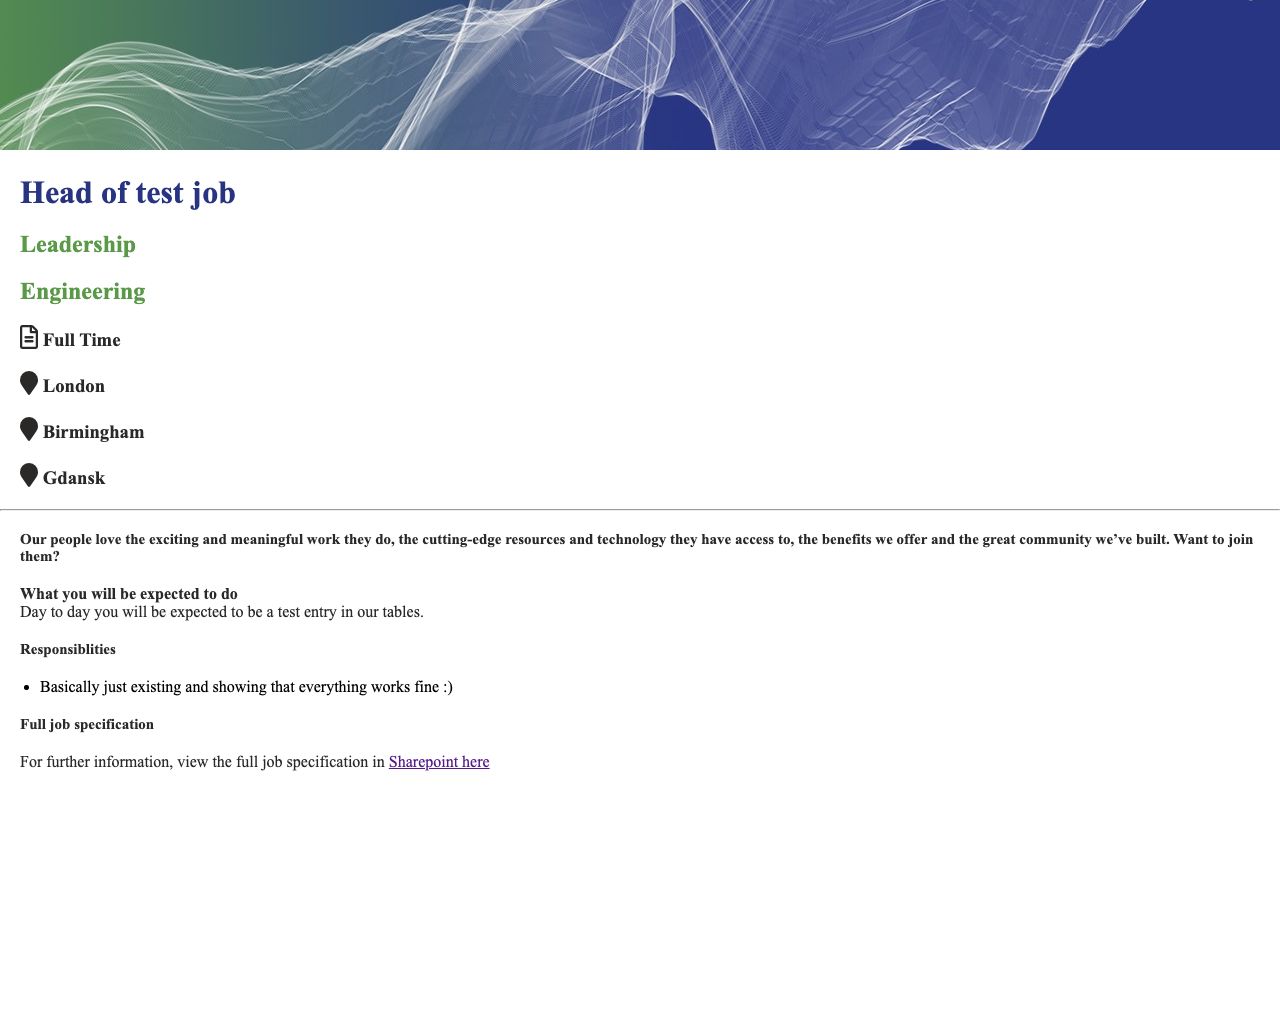 Head of test job
Leadership
Engineering
Full Time
London
Birmingham
Gdansk
Our people love the exciting and meaningful work they do, the cutting-edge resources and technology they have access to, the benefits we offer and the great community we’ve built. Want to join
them?
What you will be expected to do
Day to day you will be expected to be a test entry in our tables.
Responsiblities
Basically just existing and showing that everything works fine :)
Full job specification
For further information, view the full job specification in Sharepoint here